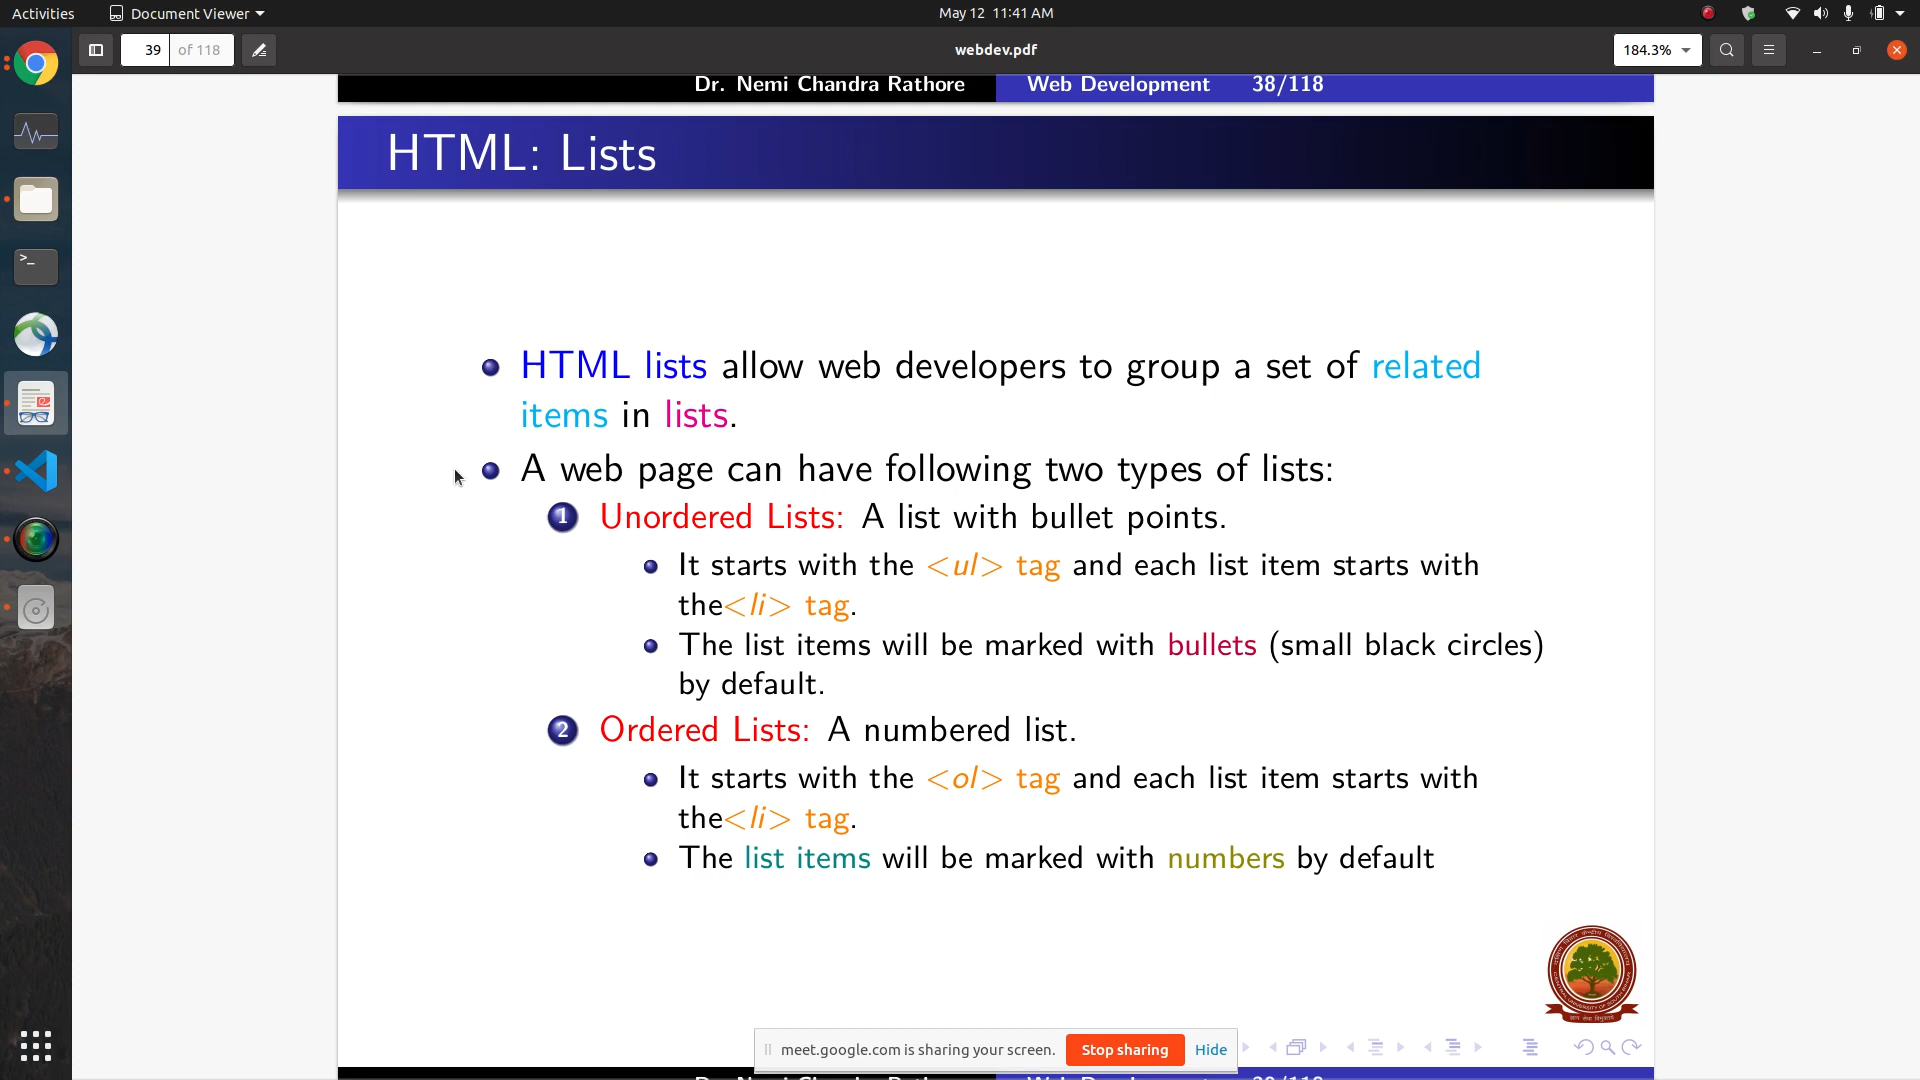 Activities Document Viewer May 12 11:41 AM
39 of 118 webdev.pdf 184.3%
Dr. Nemi Chandra Rathore Web Development 38/118
HTML: Lists
HTML lists allow web developers to group a set of related
items in lists.
A web page can have following two types of lists:
1 Unordered Lists: A list with bullet points.
It starts with the <ul> tag and each list item starts with
the<li> tag.
The list items will be marked with bullets (small black circles)
by default.
2 Ordered Lists: A numbered list.
It starts with the <ol> tag and each list item starts with
the<li> tag.
The list items will be marked with numbers by default
meet.google.com is sharing your screen. Stop sharing Hide